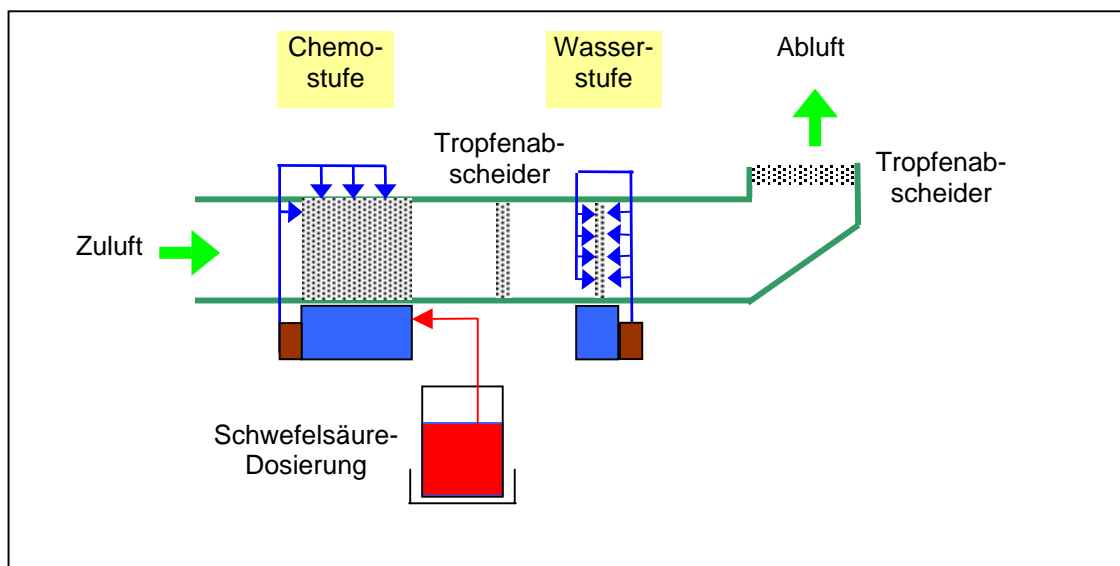 Chemo-
stufe
Wasser-
stufe
Abluft
Tropfenab-
scheider
Tropfenab-
scheider
Zuluft
Schwefelsäure-
Dosierung